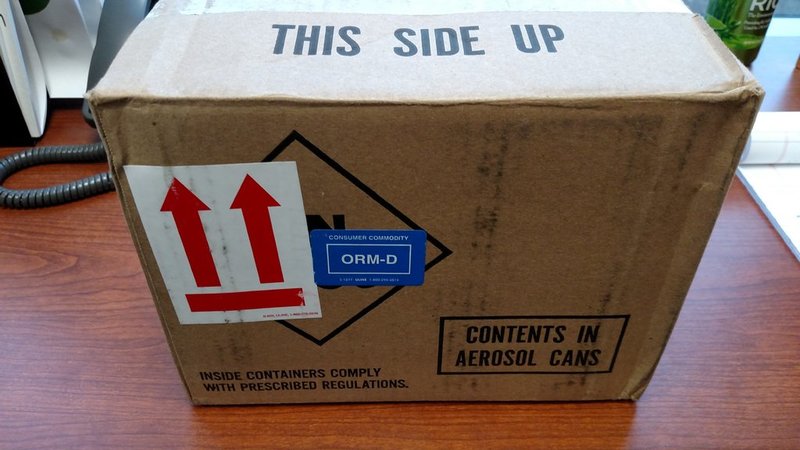 THIS SIDE UP
CONSUMER COMMODITY
ORM-D
CONTENTS IN
AEROSOL CANS
INSIDE CONTAINERS COMPLY
WITH PRESCRIBED REGULATIONS.